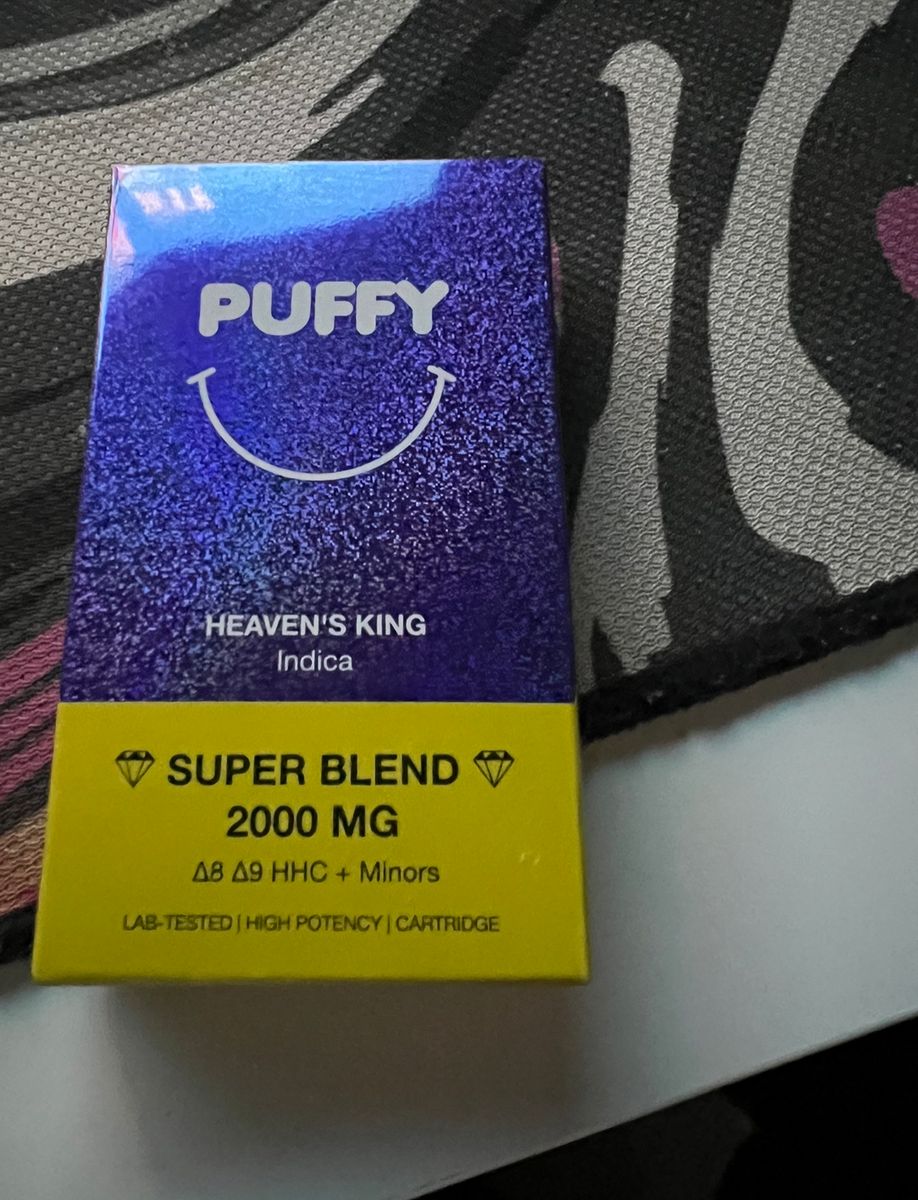 PUFFY
HEAVEN'S KING
Indica
SUPER BLEND
2000 MG
Δ8 Δ9 HHC + Minors
LAB-TESTED | HIGH POTENCY | CARTRIDGE